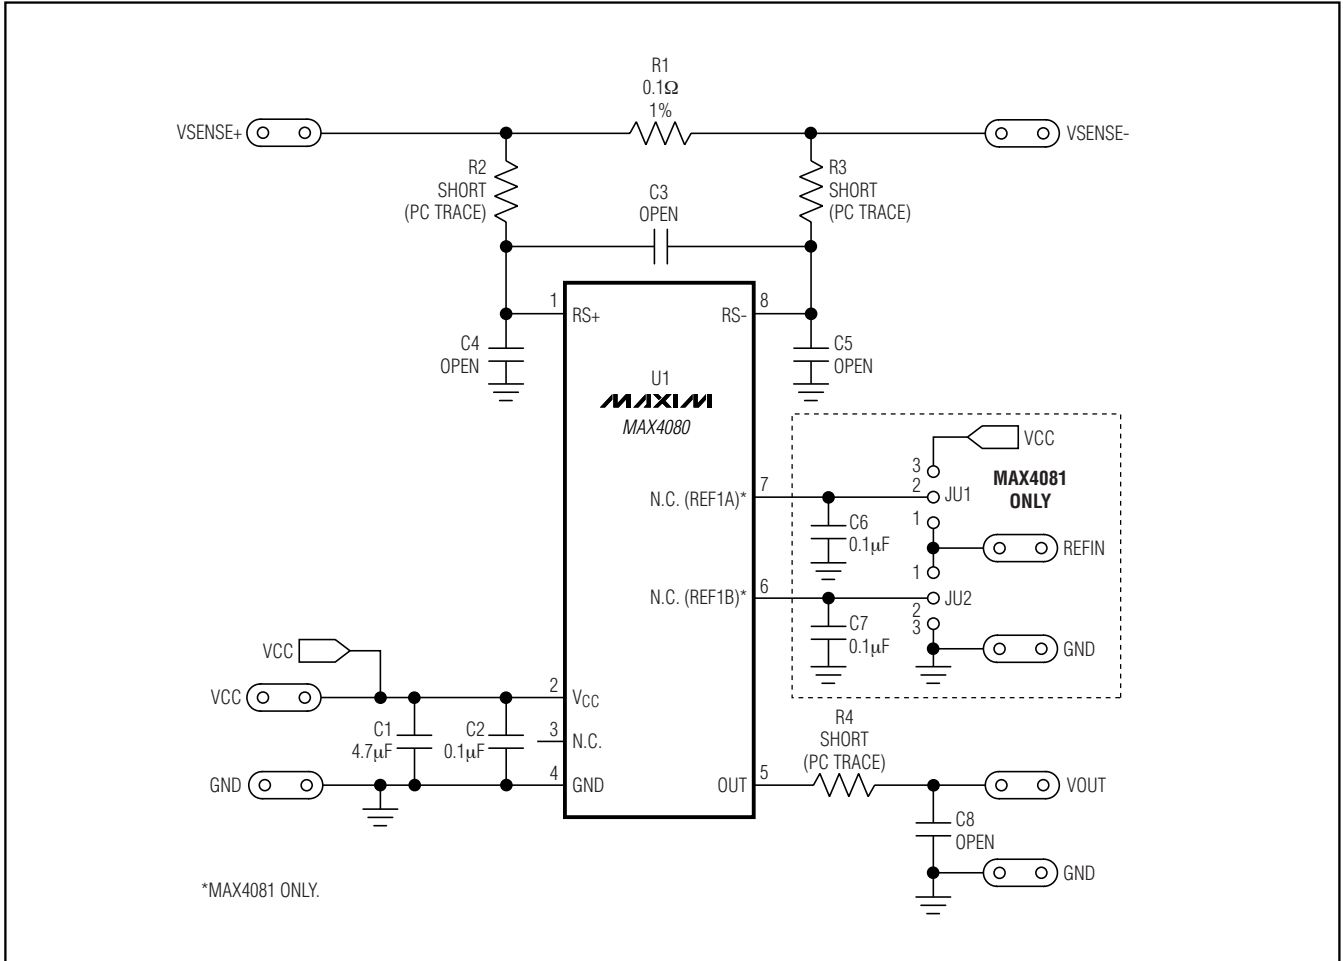 R1
0.1Ω
1%
VSENSE+
VSENSE-
R2
SHORT
(PC TRACE)
R3
SHORT
(PC TRACE)
C3
OPEN
1
8
RS+
RS-
C4
OPEN
C5
OPEN
U1
MAXIM
MAX4080
VCC
3
MAX4081
ONLY
7
N.C. (REF1A)*
2
JU1
C6
0.1µF
1
REFIN
1
6
N.C. (REF1B)*
JU2
2
C7
0.1µF
3
GND
VCC
VCC
2
VCC
C1
4.7µF
C2
0.1µF
3
N.C.
R4
SHORT
(PC TRACE)
GND
4
GND
OUT
5
VOUT
C8
OPEN
GND
*MAX4081 ONLY.